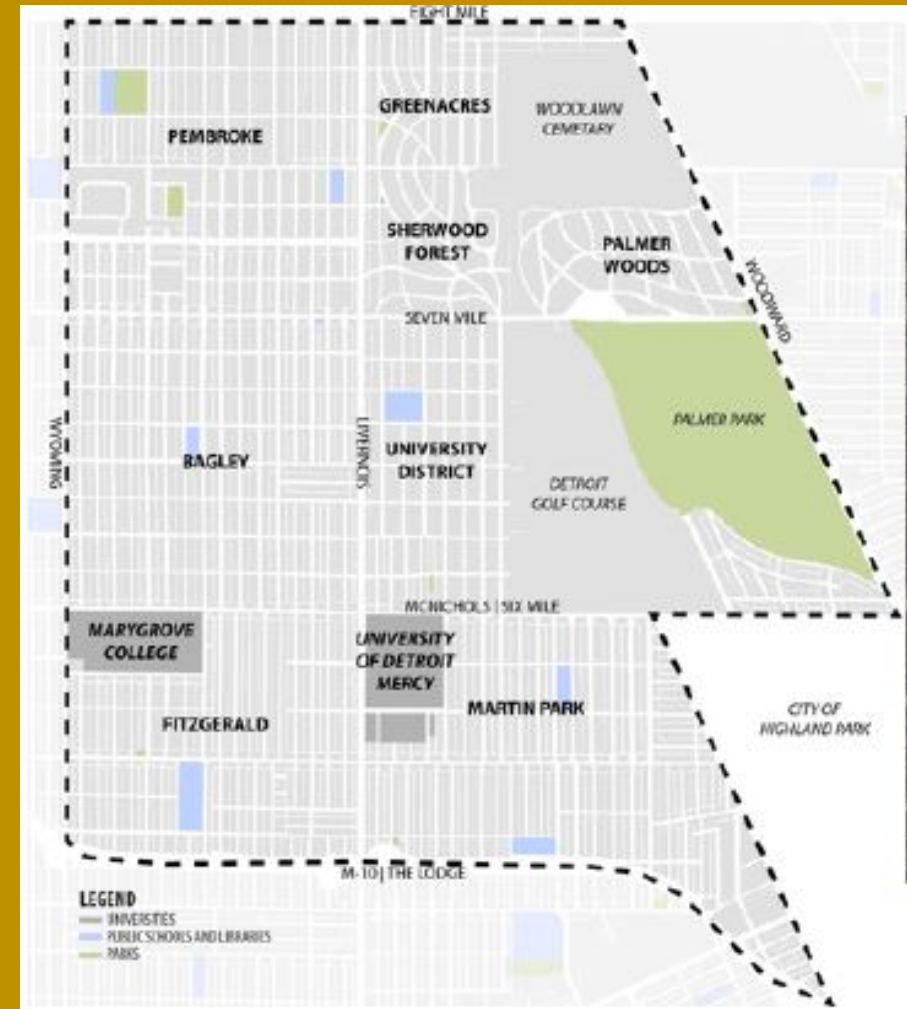 EIGHT MILE
GREENACRES
WOODLAWN
CEMETARY
PEMBROKE
SHERWOOD
FOREST
PALMER
WOODS
WOODWARD
SEVEN MILE
PALMER PARK
WYOMING
LIVERNOIS
BAGLEY
UNIVERSITY
DISTRICT
DETROIT
GOLF COURSE
MCNICHOLS | SIX MILE
MARYGROVE
COLLEGE
UNIVERSITY
OF DETROIT
MERCY
MARTIN PARK
CITY OF
HIGHLAND PARK
FITZGERALD
M-10 | THE LODGE
LEGEND
UNIVERSITIES
PUBLIC SCHOOLS AND LIBRARIES
PARKS